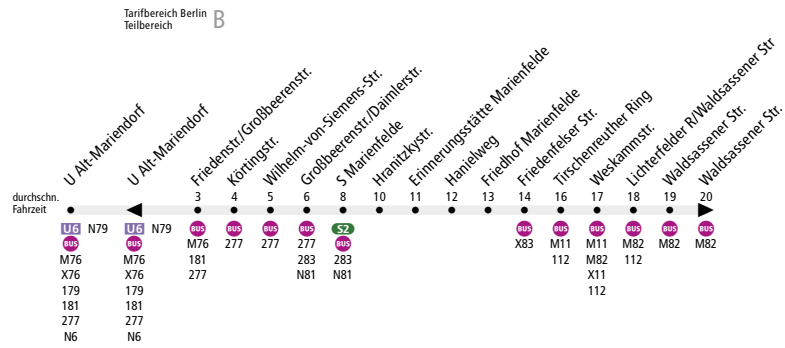 Tarifbereich Berlin
Teilbereich
B
U Alt-Mariendorf
U Alt-Mariendorf
Friedenstr./Großbeerenstr.
Körtingstr.
Wilhelm-von-Siemens-Str.
Großbeerenstr./Daimlerstr.
S Marienfelde
Hranitzkystr.
Erinnerungsstätte Marienfelde
Hanielweg
Friedhof Marienfelde
Friedenfelser Str.
Tirschenreuther Ring
Weskammstr.
Lichterfelder R/Waldsassener Str
Waldsassener Str.
Waldsassener Str.
durchschn. 3 4 5 6 8 10 11 12 13 14 16 17 18 19 20
Fahrzeit
U6 N79 U6 N79 BUS BUS BUS BUS S2 BUS BUS BUS BUS BUS BUS
BUS BUS M76 277 277 277 BUS X83 M11 M11 M82 M82 M82
M76 M76 181 283 283 112 M82 112
X76 X76 277 N81 N81 X11
179 179 112
181 181
277 277
N6 N6